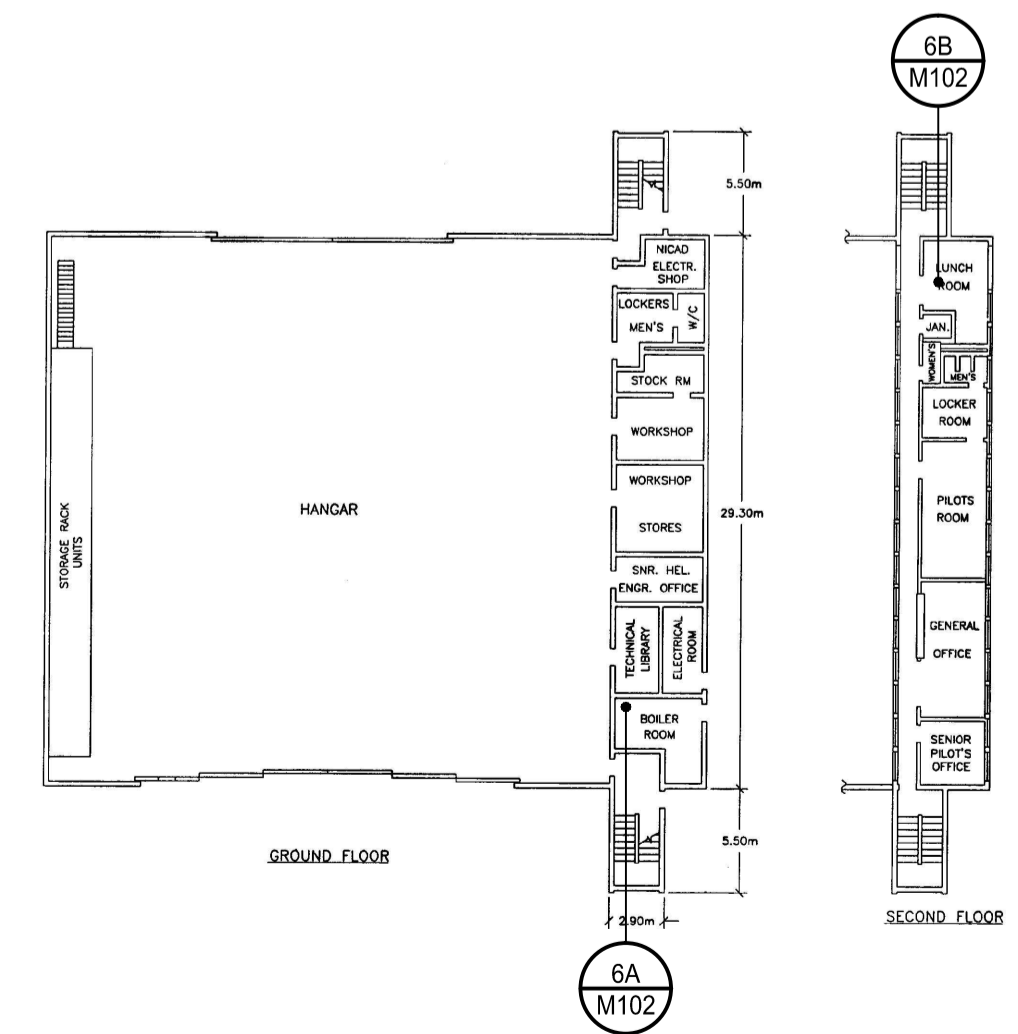 6B
M102
5.50m
NICAD
ELECTR.
SHOP
LOCKERS
MEN'S
W/C
STOCK RM
WORKSHOP
WORKSHOP
STORES
SNR. HEL.
ENGR. OFFICE
TECHNICAL
LIBRARY
ELECTRICAL
ROOM
BOILER
ROOM
HANGAR
STORAGE RACK
UNITS
29.30m
5.50m
2.90m
GROUND FLOOR
6A
M102
LUNCH
ROOM
JAN.
WOMEN'S
MEN'S
LOCKER
ROOM
PILOTS
ROOM
GENERAL
OFFICE
SENIOR
PILOT'S
OFFICE
SECOND FLOOR